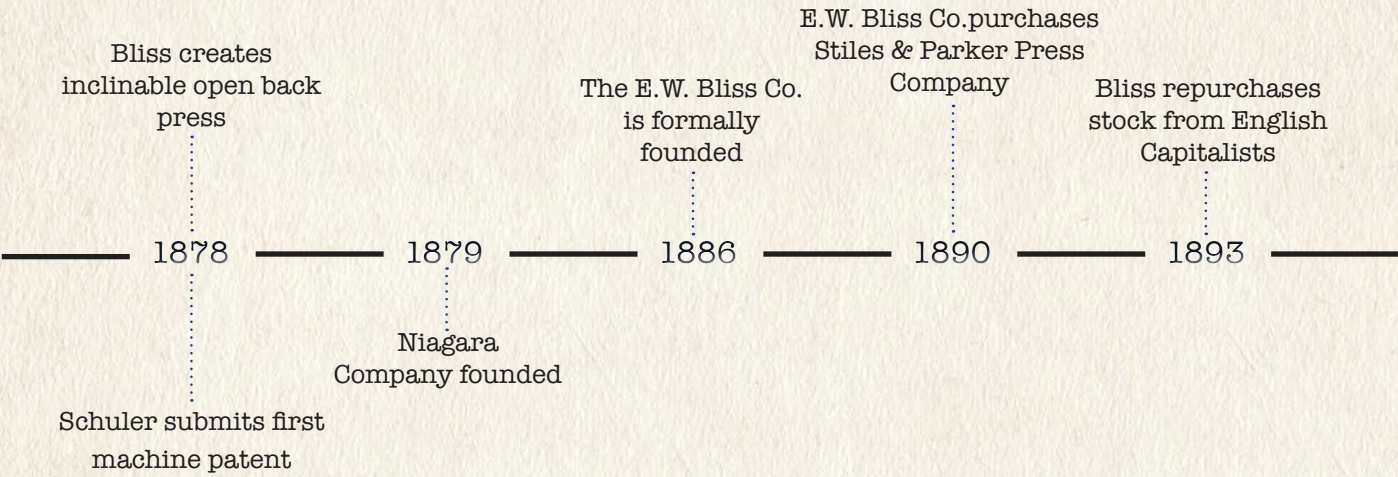 Bliss creates
inclinable open back
press
1878
Schuler submits first
machine patent
1879
Niagara
Company founded
The E.W. Bliss Co.
is formally
founded
1886
E.W. Bliss Co.purchases
Stiles & Parker Press
Company
1890
Bliss repurchases
stock from English
Capitalists
1893